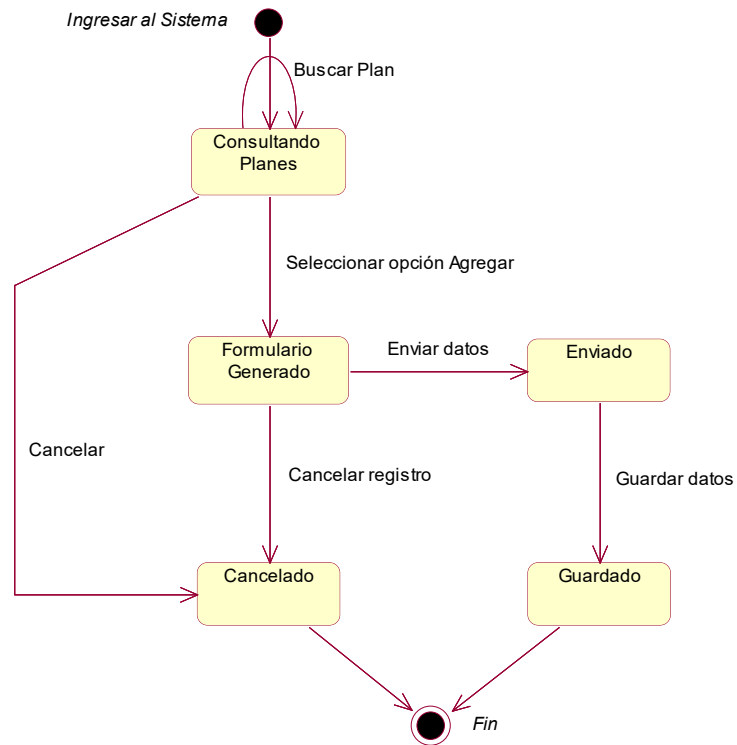 Ingresar al Sistema
Buscar Plan
Consultando
Planes
Seleccionar opción Agregar
Formulario
Generado
Enviar datos
Enviado
Cancelar
Cancelar registro
Guardar datos
Cancelado
Guardado
Fin